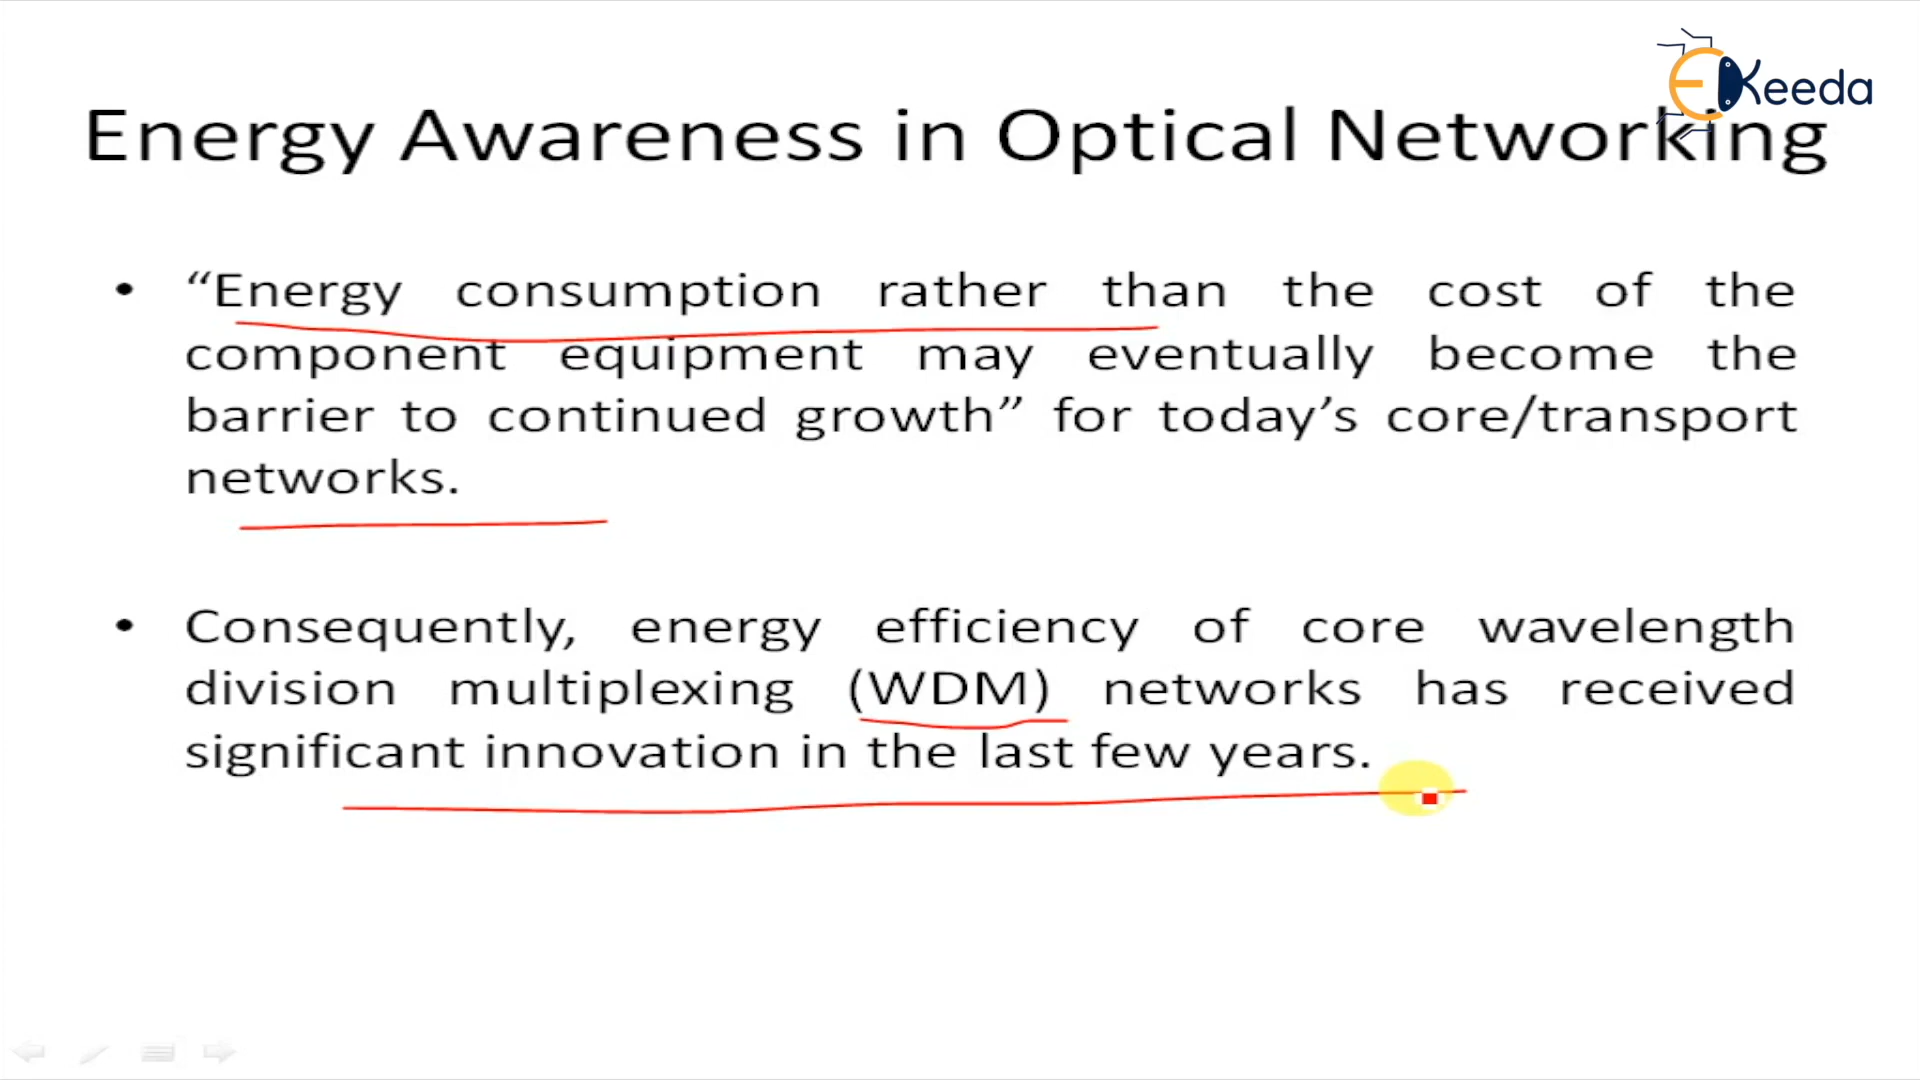 EKeeda
Energy Awareness in Optical Networking
• “Energy consumption rather than the cost of the
component equipment may eventually become the
barrier to continued growth” for today’s core/transport
networks.
• Consequently, energy efficiency of core wavelength
division multiplexing (WDM) networks has received
significant innovation in the last few years.